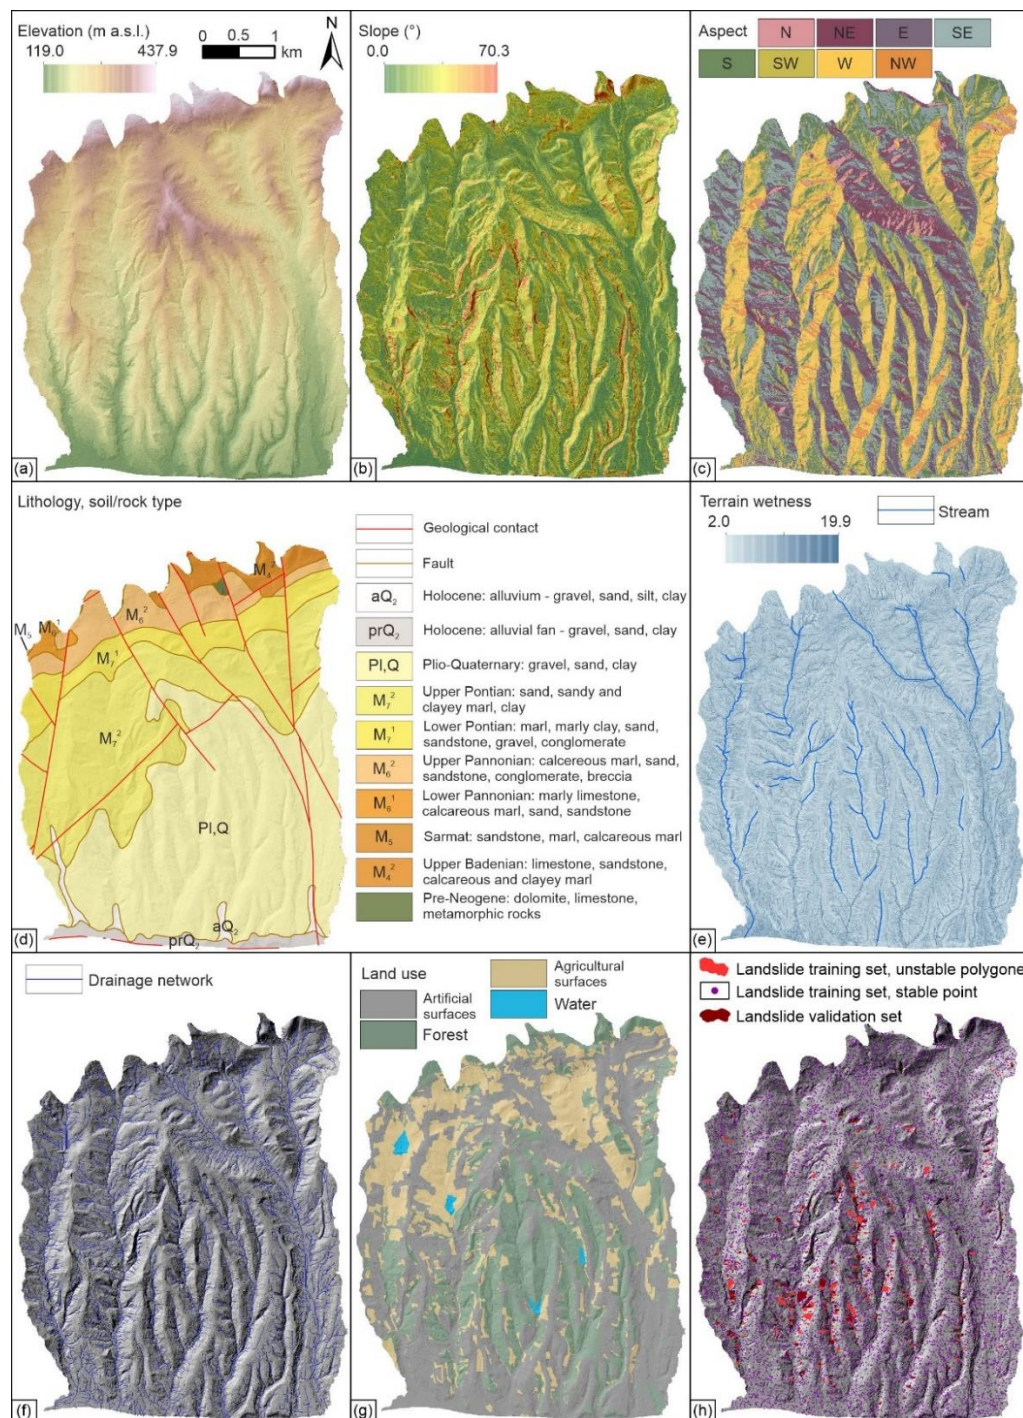 Elevation (m a.s.l.)
119.0 437.9
0 0.5 1
km
N
(a)
Slope (°)
0.0 70.3
(b)
Aspect
N NE E SE
S SW W NW
(c)
Lithology, soil/rock type
M₄²
M₆²
M₅ M₆¹
M₇¹
M₇²
Pl,Q
aQ₂
prQ₂
(d)
Geological contact
Fault
aQ₂ Holocene: alluvium - gravel, sand, silt, clay
prQ₂ Holocene: alluvial fan - gravel, sand, clay
Pl,Q Plio-Quaternary: gravel, sand, clay
M₇² Upper Pontian: sand, sandy and
clayey marl, clay
M₇¹ Lower Pontian: marl, marly clay, sand,
sandstone, gravel, conglomerate
M₆² Upper Pannonian: calcereous marl, sand,
sandstone, conglomerate, breccia
M₆¹ Lower Pannonian: marly limestone,
calcareous marl, sand, sandstone
M₅ Sarmat: sandstone, marl, calcareous marl
M₄² Upper Badenian: limestone, sandstone,
calcareous and clayey marl
Pre-Neogene: dolomite, limestone,
metamorphic rocks
Terrain wetness
2.0 19.9
Stream
(e)
Drainage network
(f)
Land use
Artificial
surfaces
Forest
Agricultural
surfaces
Water
(g)
Landslide training set, unstable polygone
Landslide training set, stable point
Landslide validation set
(h)